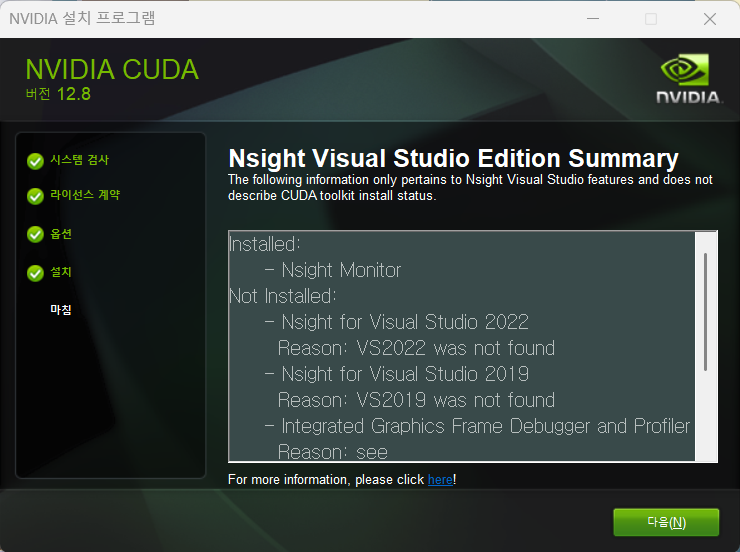 NVIDIA 설치 프로그램
NVIDIA CUDA
버전 12.8
NVIDIA.
시스템 검사
라이선스 계약
옵션
설치
마침
Nsight Visual Studio Edition Summary
The following information only pertains to Nsight Visual Studio features and does not
describe CUDA toolkit install status.
Installed:
- Nsight Monitor
Not Installed:
- Nsight for Visual Studio 2022
Reason: VS2022 was not found
- Nsight for Visual Studio 2019
Reason: VS2019 was not found
- Integrated Graphics Frame Debugger and Profiler
Reason: see
For more information, please click here!
다음(N)